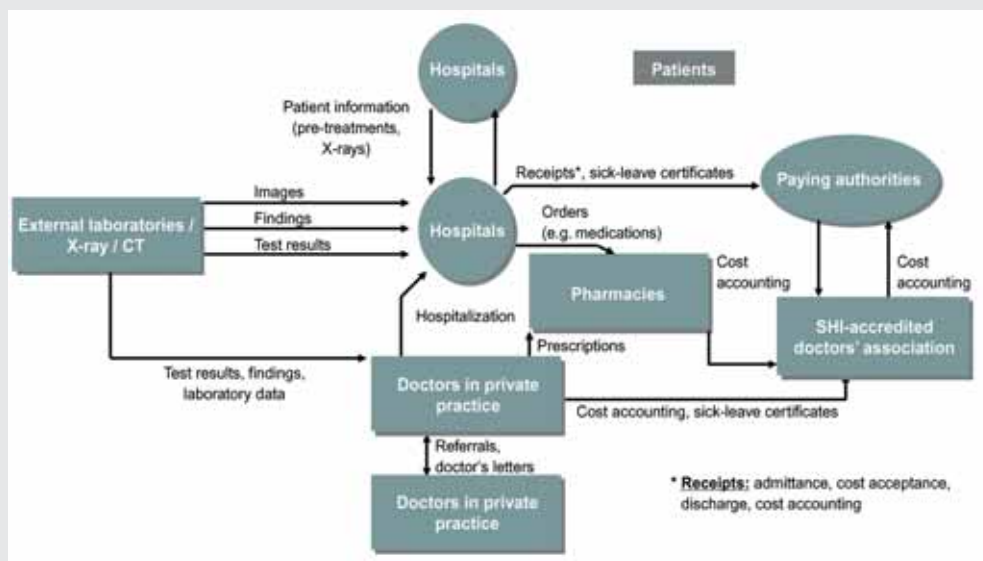 Hospitals
Patients
Patient information
(pre-treatments,
X-rays)
Receipts*, sick-leave certificates
Paying authorities
Images
External laboratories /
X-ray / CT
Findings
Test results
Hospitals
Orders
(e.g. medications)
Cost
accounting
Cost
accounting
Pharmacies
Hospitalization
SHI-accredited
doctors' association
Prescriptions
Test results, findings,
laboratory data
Doctors in private
practice
Cost accounting, sick-leave certificates
Referrals,
doctor's letters
Doctors in private
practice
* Receipts: admittance, cost acceptance,
discharge, cost accounting